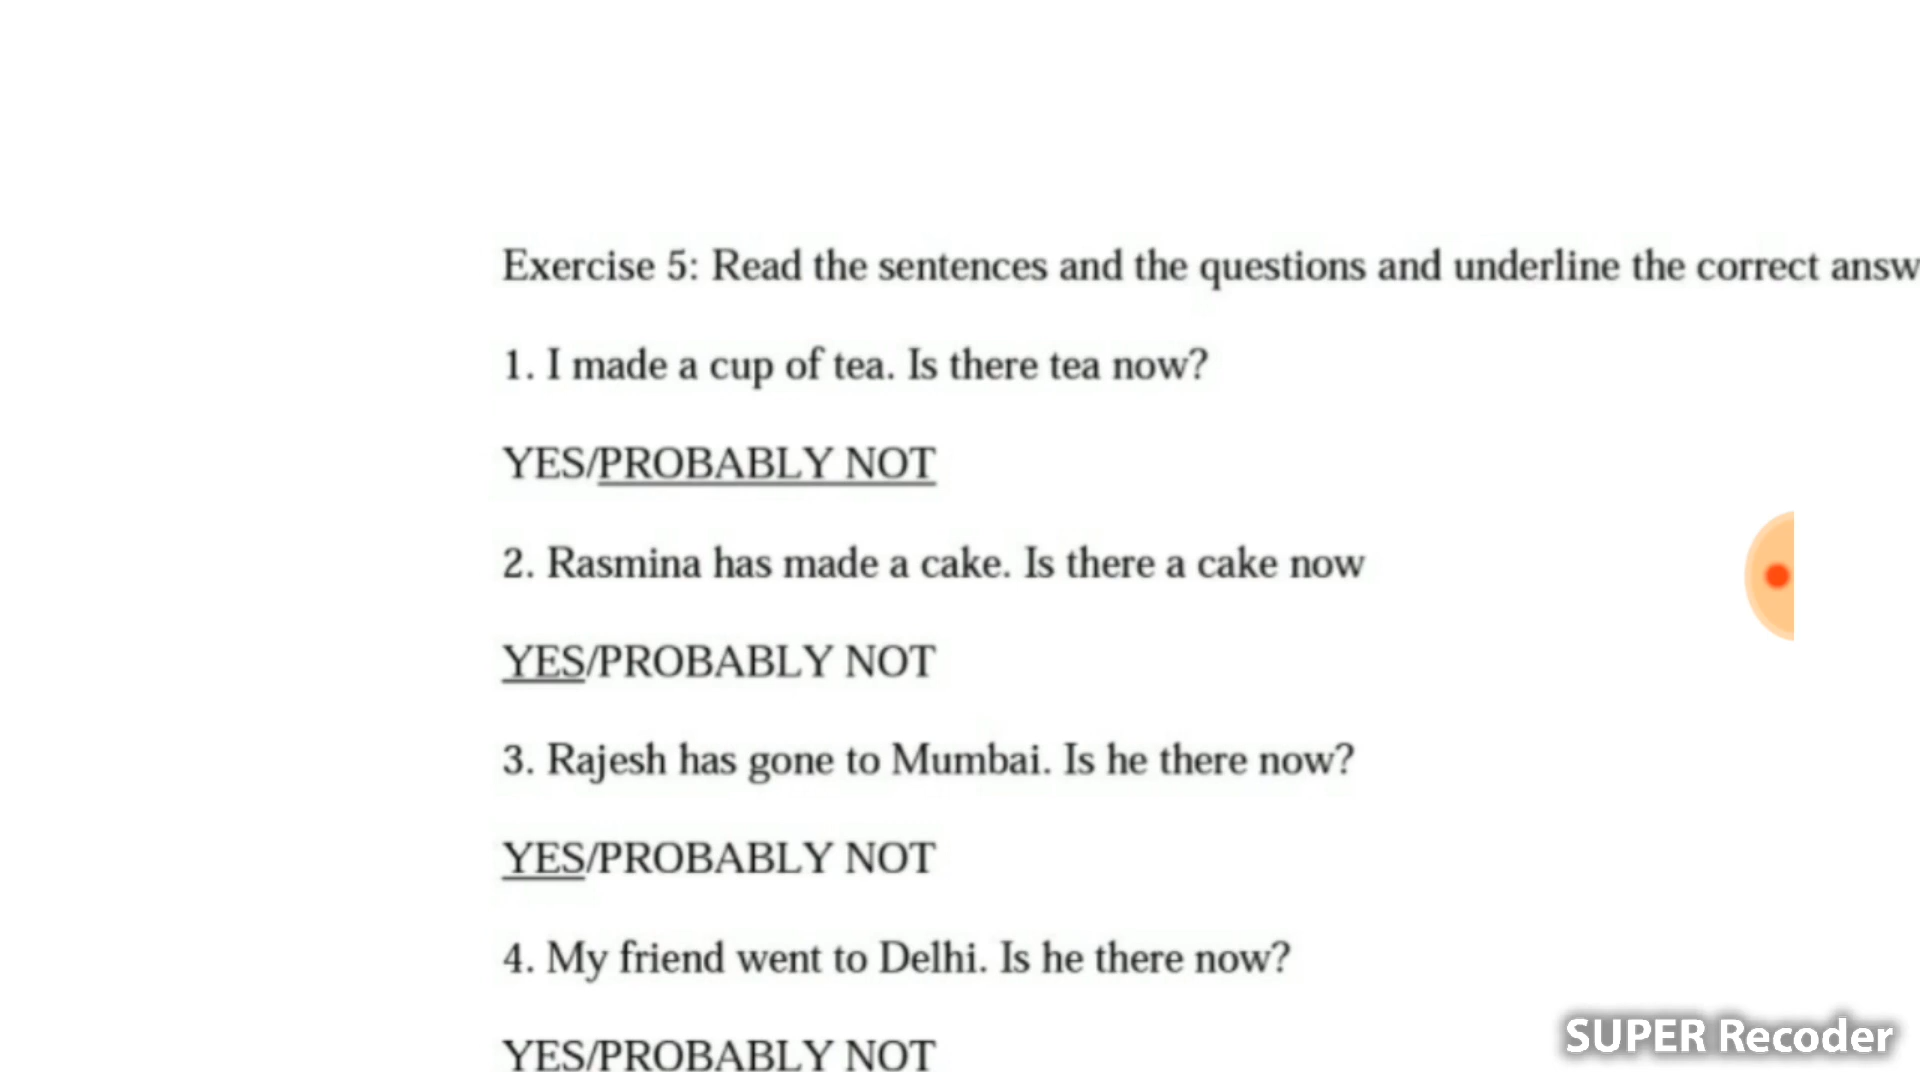 Exercise 5: Read the sentences and the questions and underline the correct answ
1. I made a cup of tea. Is there tea now?
YES/PROBABLY NOT
2. Rasmina has made a cake. Is there a cake now
YES/PROBABLY NOT
3. Rajesh has gone to Mumbai. Is he there now?
YES/PROBABLY NOT
4. My friend went to Delhi. Is he there now?
YES/PROBABLY NOT
SUPER Recoder